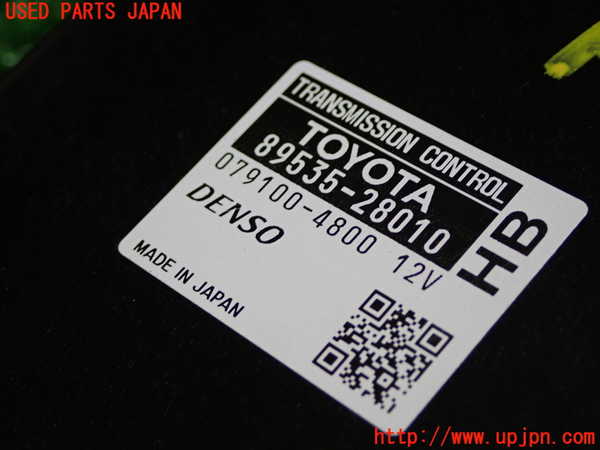 USED PARTS JAPAN
TRANSMISSION CONTROL
TOYOTA
89535-28010
079100-4800 12V
DENSO
HB
MADE IN JAPAN
http://www.upjpn.com/